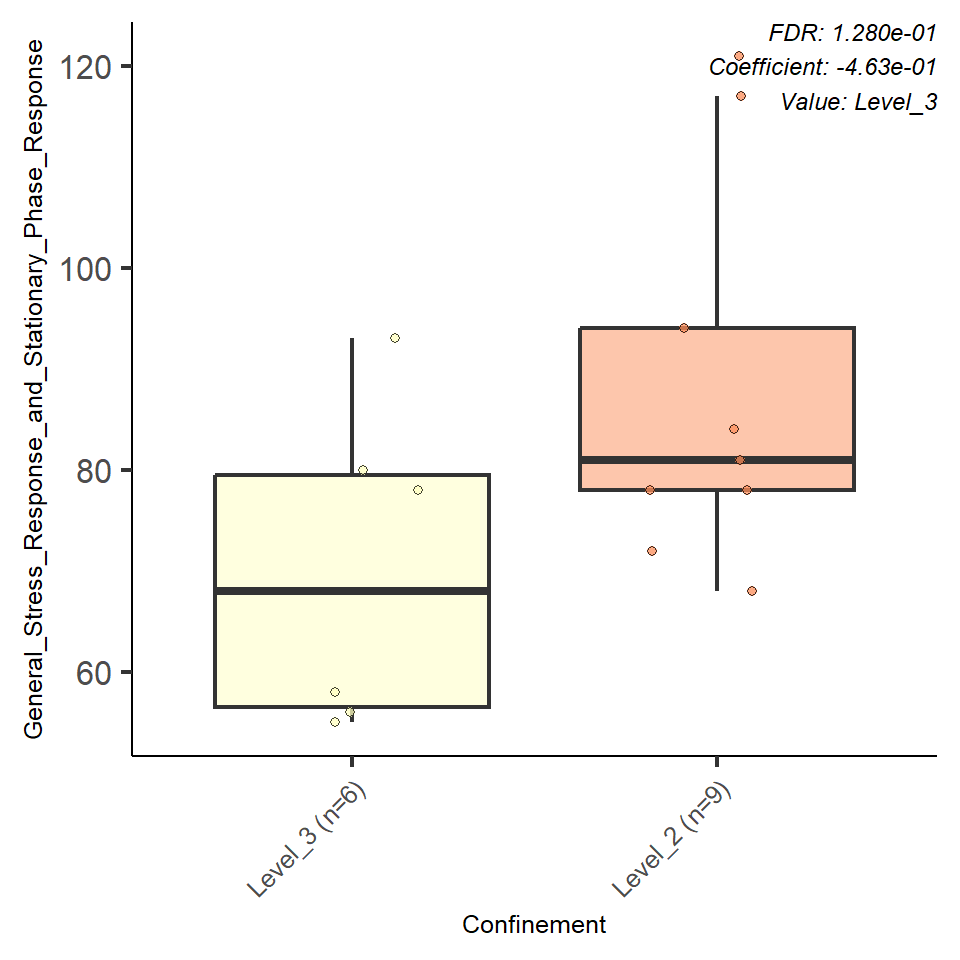 FDR: 1.280e-01
Coefficient: -4.63e-01
Value: Level_3
General_Stress_Response_and_Stationary_Phase_Response
120
100
80
60
Level_3 (n=6)
Level_2 (n=9)
Confinement